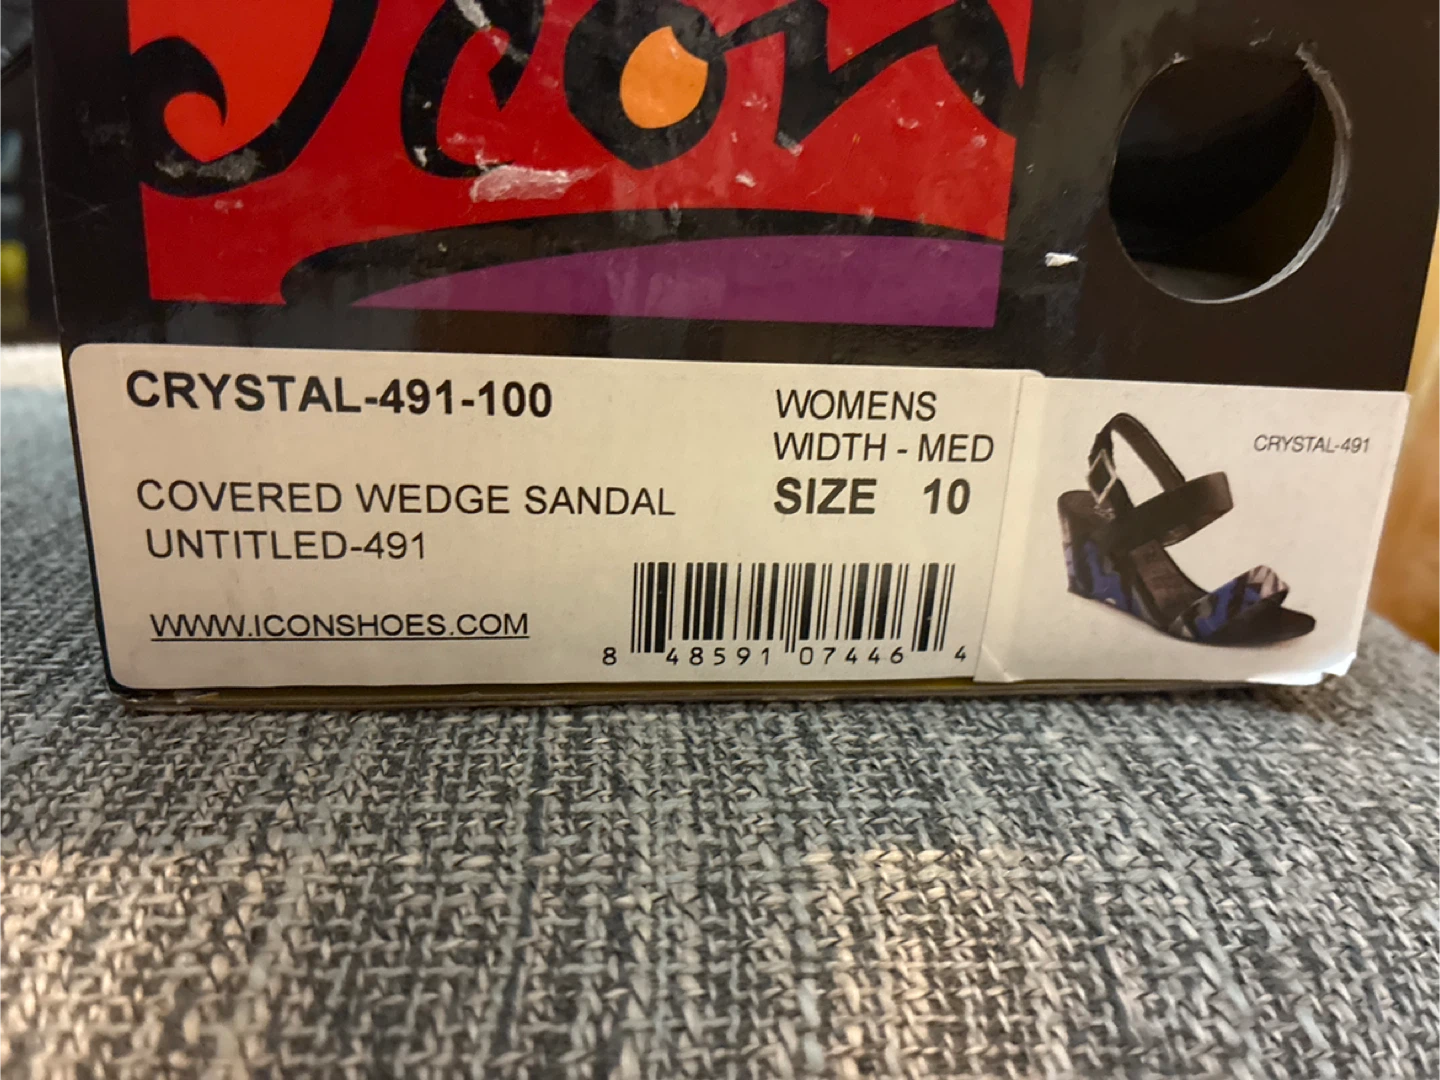 Icon
CRYSTAL-491-100
WOMENS
WIDTH - MED
SIZE 10
COVERED WEDGE SANDAL
UNTITLED-491
WWW.ICONSHOES.COM
8 48591 07446 4
CRYSTAL-491